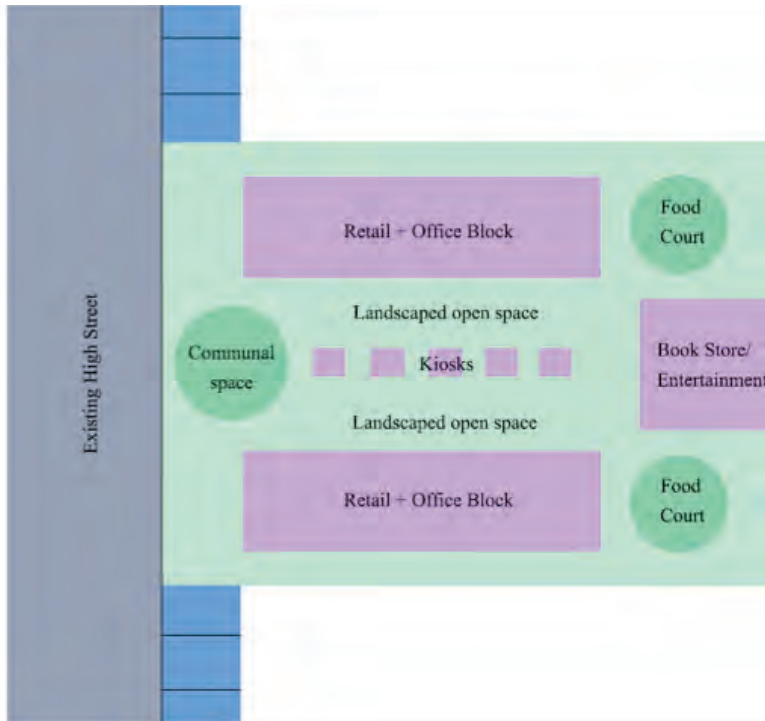 Existing High Street
Retail + Office Block
Food
Court
Landscaped open space
Communal
space
Kiosks
Book Store/
Entertainment
Landscaped open space
Retail + Office Block
Food
Court